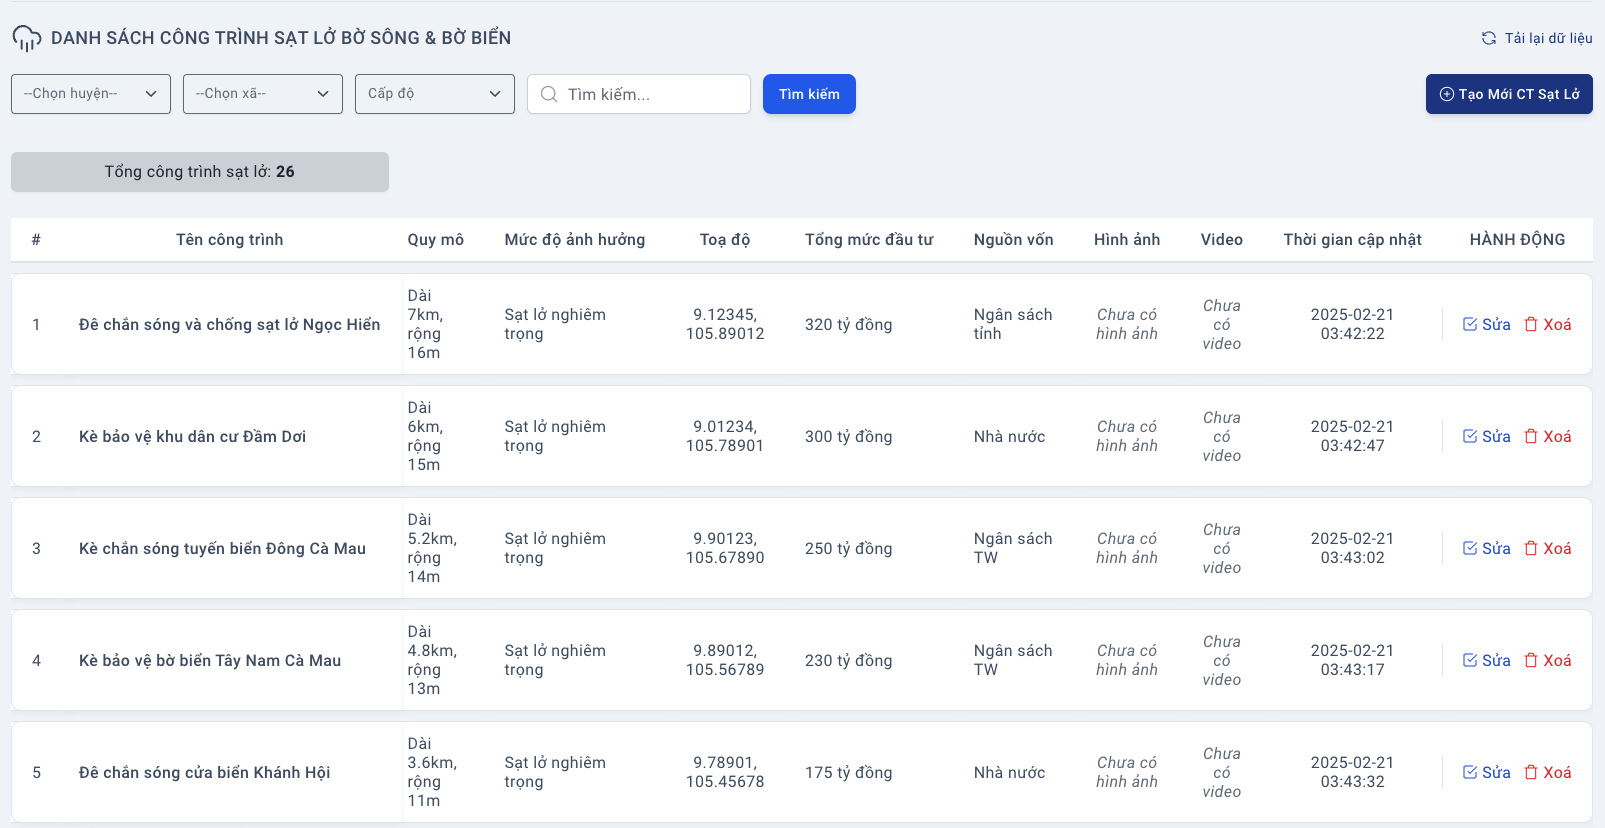 DANH SÁCH CÔNG TRÌNH SẠT LỞ BỜ SÔNG & BỜ BIỂN
Tải lại dữ liệu
--Chọn huyện--
--Chọn xã--
Cấp độ
Tìm kiếm...
Tìm kiếm
Tạo Mới CT Sạt Lở
Tổng công trình sạt lở: 26
# Tên công trình Quy mô Mức độ ảnh hưởng Toạ độ Tổng mức đầu tư Nguồn vốn Hình ảnh Video Thời gian cập nhật HÀNH ĐỘNG
1
Đê chắn sóng và chống sạt lở Ngọc Hiển
Dài
7km,
rộng
16m
Sạt lở nghiêm
trọng
9.12345,
105.89012
320 tỷ đồng
Ngân sách
tỉnh
Chưa có
hình ảnh
Chưa
có
video
2025-02-21
03:42:22
Sửa
Xoá
2
Kè bảo vệ khu dân cư Đầm Dơi
Dài
6km,
rộng
15m
Sạt lở nghiêm
trọng
9.01234,
105.78901
300 tỷ đồng
Nhà nước
Chưa có
hình ảnh
Chưa
có
video
2025-02-21
03:42:47
Sửa
Xoá
3
Kè chắn sóng tuyến biển Đông Cà Mau
Dài
5.2km,
rộng
14m
Sạt lở nghiêm
trọng
9.90123,
105.67890
250 tỷ đồng
Ngân sách
TW
Chưa có
hình ảnh
Chưa
có
video
2025-02-21
03:43:02
Sửa
Xoá
4
Kè bảo vệ bờ biển Tây Nam Cà Mau
Dài
4.8km,
rộng
13m
Sạt lở nghiêm
trọng
9.89012,
105.56789
230 tỷ đồng
Ngân sách
TW
Chưa có
hình ảnh
Chưa
có
video
2025-02-21
03:43:17
Sửa
Xoá
5
Đê chắn sóng cửa biển Khánh Hội
Dài
3.6km,
rộng
11m
Sạt lở nghiêm
trọng
9.78901,
105.45678
175 tỷ đồng
Nhà nước
Chưa có
hình ảnh
Chưa
có
video
2025-02-21
03:43:32
Sửa
Xoá